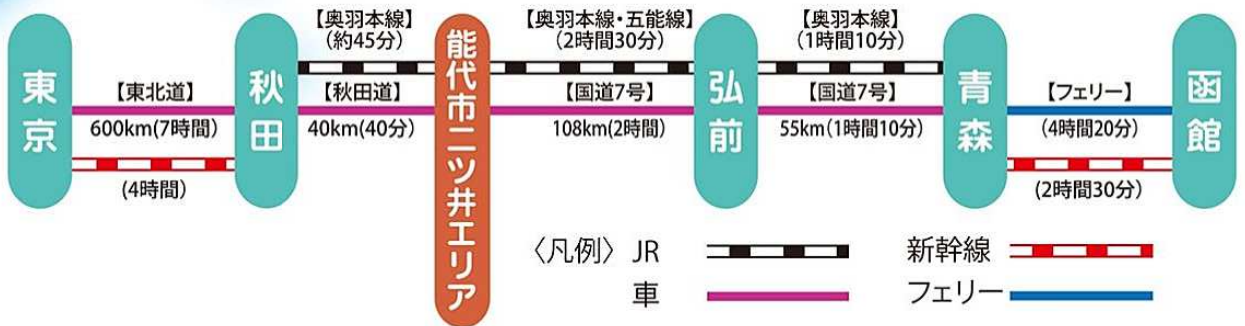 東京
秋田
能代市二ツ井エリア
弘前
青森
函館
【奥羽本線】
(約45分)
【奥羽本線・五能線】
(2時間30分)
【奥羽本線】
(1時間10分)
【東北道】
600km(7時間)
【秋田道】
40km(40分)
【国道7号】
108km(2時間)
【国道7号】
55km(1時間10分)
【フェリー】
(4時間20分)
(4時間)
(2時間30分)
〈凡例〉 JR
新幹線
車
フェリー